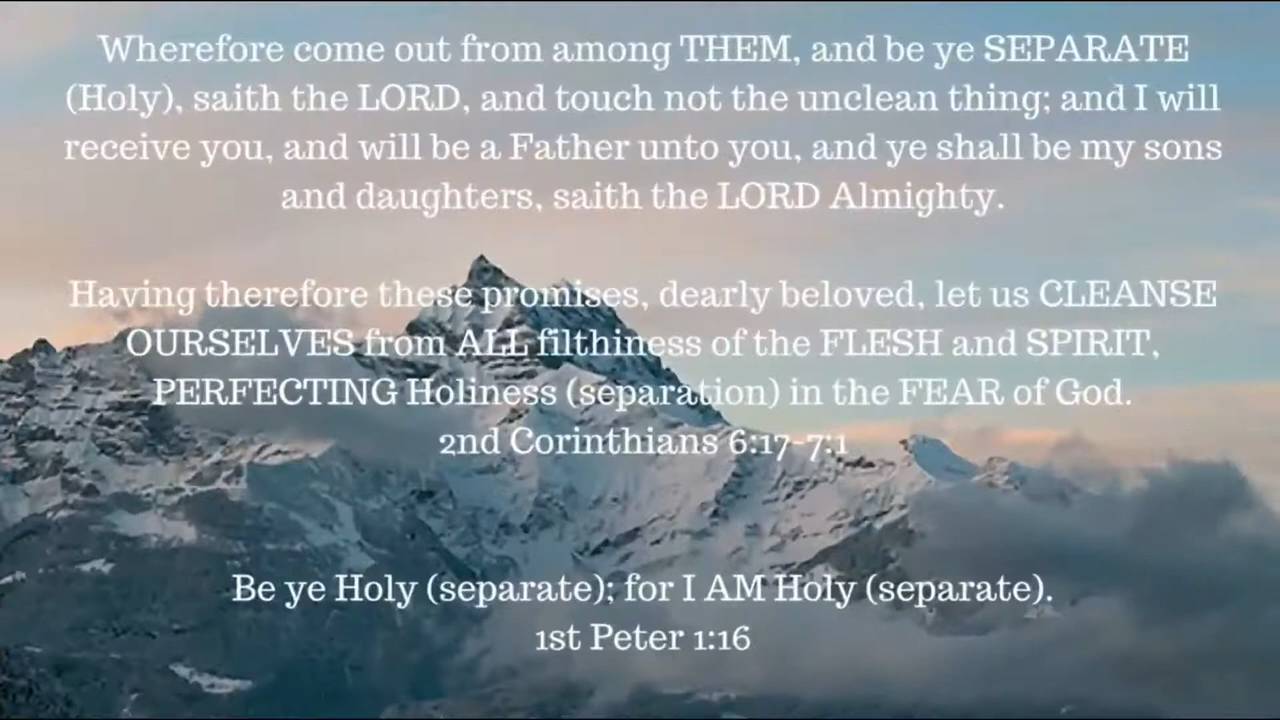 Wherefore come out from among THEM, and be ye SEPARATE
(Holy), saith the LORD, and touch not the unclean thing; and I will
receive you, and will be a Father unto you, and ye shall be my sons
and daughters, saith the LORD Almighty.
Having therefore these promises, dearly beloved, let us CLEANSE
OURSELVES from ALL filthiness of the FLESH and SPIRIT,
PERFECTING Holiness (separation) in the FEAR of God.
2nd Corinthians 6:17-7:1
Be ye Holy (separate); for I AM Holy (separate).
1st Peter 1:16